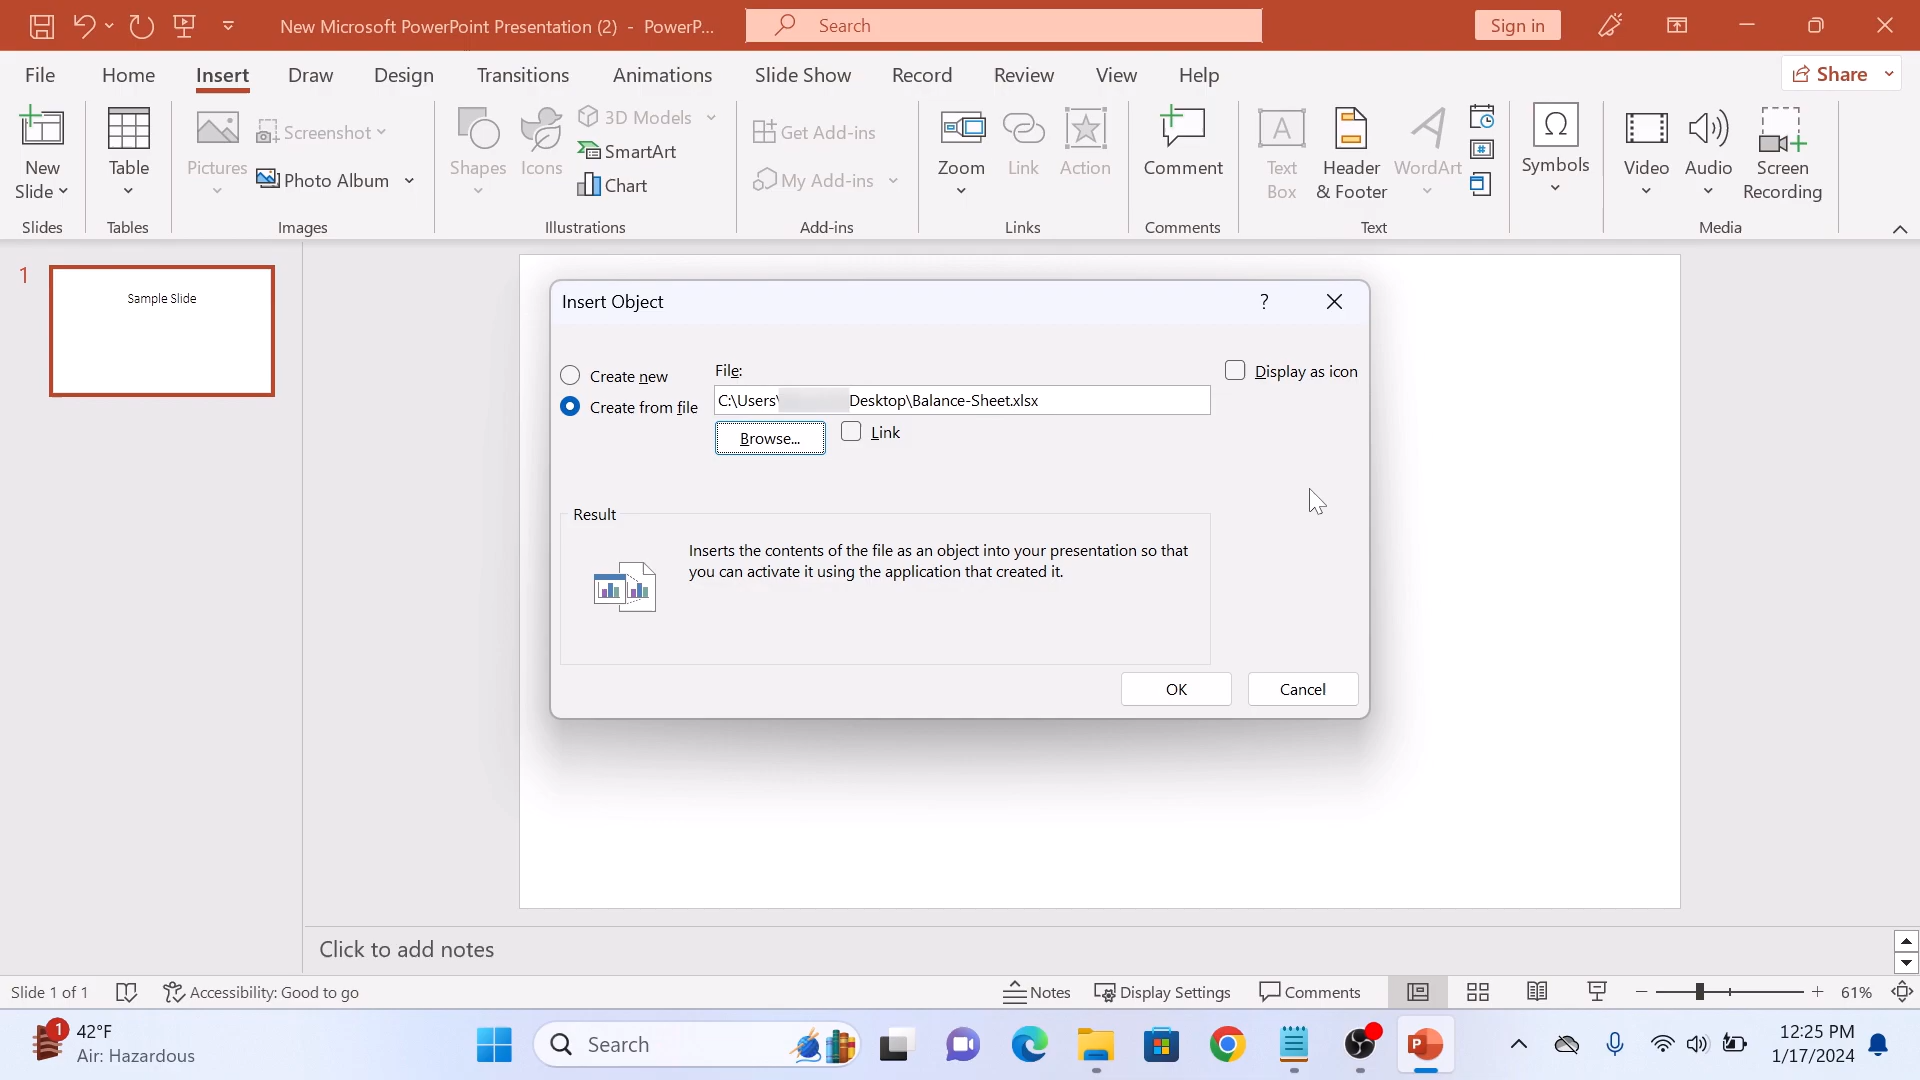 New Microsoft PowerPoint Presentation (2) - PowerP...
Search
Sign in
File Home Insert Draw Design Transitions Animations Slide Show Record Review View Help
Share
New Slide
Slides
Table
Tables
Pictures
Screenshot
Photo Album
Images
Shapes
Icons
3D Models
SmartArt
Chart
Illustrations
Get Add-ins
My Add-ins
Add-ins
Zoom
Link
Action
Links
Comment
Comments
Text Box
Header & Footer
WordArt
Text
Symbols
Video
Audio
Screen Recording
Media
1
Sample Slide
Insert Object
?
Create new
Create from file
File:
C:\Users\ Desktop\Balance-Sheet.xlsx
Browse...
Link
Display as icon
Result
Inserts the contents of the file as an object into your presentation so that
you can activate it using the application that created it.
OK
Cancel
Click to add notes
Slide 1 of 1
Accessibility: Good to go
Notes
Display Settings
Comments
61%
1
42°F
Air: Hazardous
Search
12:25 PM
1/17/2024